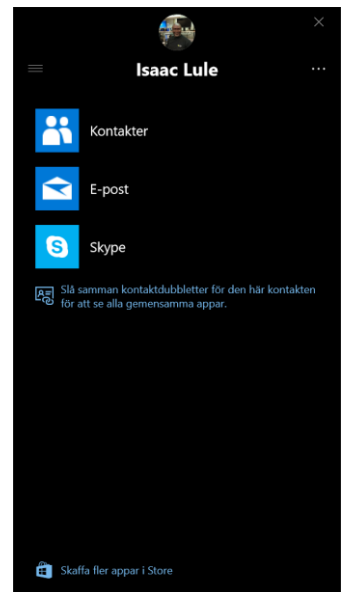 Isaac Lule
Kontakter
E-post
Skype
Slå samman kontaktdubbletter för den här kontakten
för att se alla gemensamma appar.
Skaffa fler appar i Store